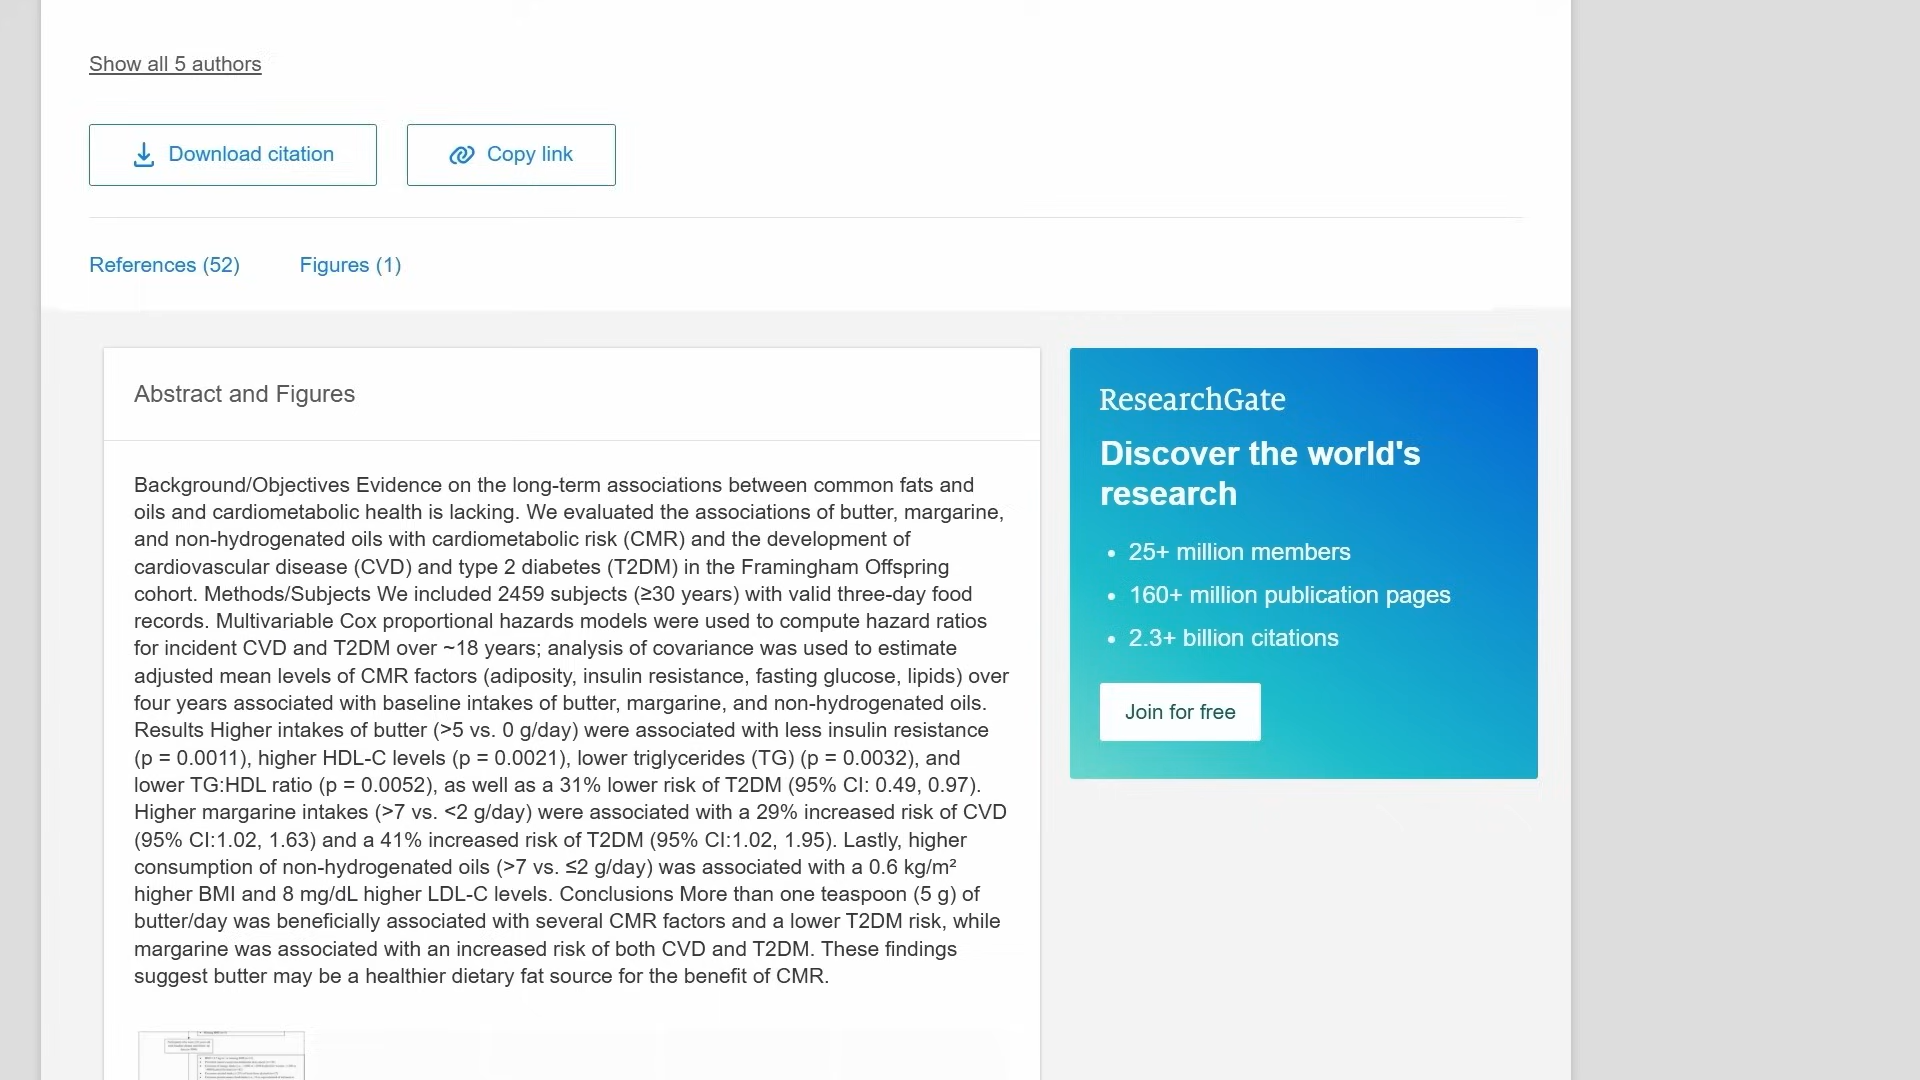 Show all 5 authors
Download citation
Copy link
References (52)
Figures (1)
Abstract and Figures
Background/Objectives Evidence on the long-term associations between common fats and
oils and cardiometabolic health is lacking. We evaluated the associations of butter, margarine,
and non-hydrogenated oils with cardiometabolic risk (CMR) and the development of
cardiovascular disease (CVD) and type 2 diabetes (T2DM) in the Framingham Offspring
cohort. Methods/Subjects We included 2459 subjects (≥30 years) with valid three-day food
records. Multivariable Cox proportional hazards models were used to compute hazard ratios
for incident CVD and T2DM over ~18 years; analysis of covariance was used to estimate
adjusted mean levels of CMR factors (adiposity, insulin resistance, fasting glucose, lipids) over
four years associated with baseline intakes of butter, margarine, and non-hydrogenated oils.
Results Higher intakes of butter (>5 vs. 0 g/day) were associated with less insulin resistance
(p = 0.0011), higher HDL-C levels (p = 0.0021), lower triglycerides (TG) (p = 0.0032), and
lower TG:HDL ratio (p = 0.0052), as well as a 31% lower risk of T2DM (95% CI: 0.49, 0.97).
Higher margarine intakes (>7 vs. <2 g/day) were associated with a 29% increased risk of CVD
(95% CI:1.02, 1.63) and a 41% increased risk of T2DM (95% CI:1.02, 1.95). Lastly, higher
consumption of non-hydrogenated oils (>7 vs. ≤2 g/day) was associated with a 0.6 kg/m²
higher BMI and 8 mg/dL higher LDL-C levels. Conclusions More than one teaspoon (5 g) of
butter/day was beneficially associated with several CMR factors and a lower T2DM risk, while
margarine was associated with an increased risk of both CVD and T2DM. These findings
suggest butter may be a healthier dietary fat source for the benefit of CMR.
ResearchGate
Discover the world's
research
• 25+ million members
• 160+ million publication pages
• 2.3+ billion citations
Join for free